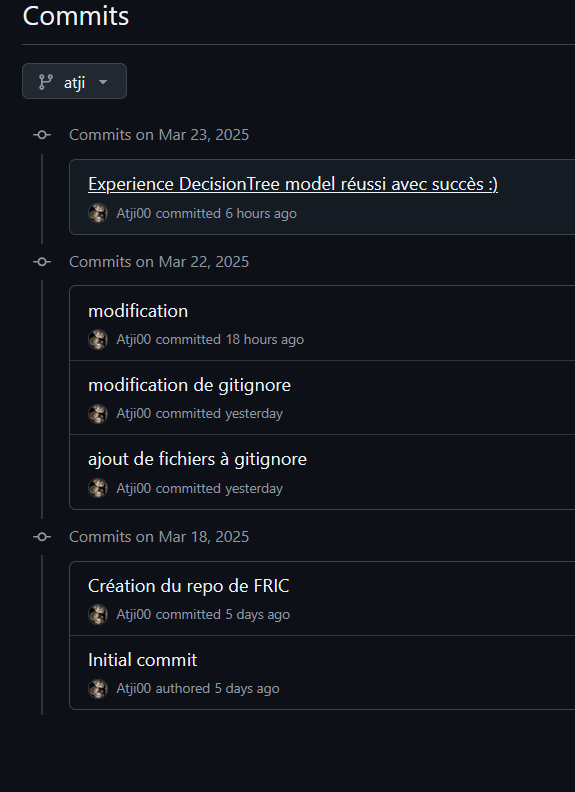 Commits
atji
Commits on Mar 23, 2025
Experience DecisionTree model réussi avec succès :)
Atji00 committed 6 hours ago
Commits on Mar 22, 2025
modification
Atji00 committed 18 hours ago
modification de gitignore
Atji00 committed yesterday
ajout de fichiers à gitignore
Atji00 committed yesterday
Commits on Mar 18, 2025
Création du repo de FRIC
Atji00 committed 5 days ago
Initial commit
Atji00 authored 5 days ago